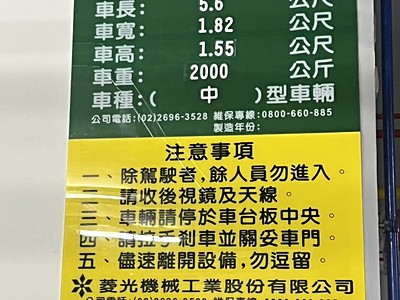 車長: 5.6 公尺
車寬: 1.82 公尺
車高: 1.55 公尺
車重: 2000 公斤
車種:( 中 )型車輛
公司電話:(02)2696-3528 維保專線:0800-660-885
製造年份:
注意事項
一、除駕駛者,餘人員勿進入。
二、請收後視鏡及天線。
三、車輛請停於車台板中央。
四、請拉手剎車並關妥車門。
五、儘速離開設備,勿逗留。
菱光機械工業股份有限公司